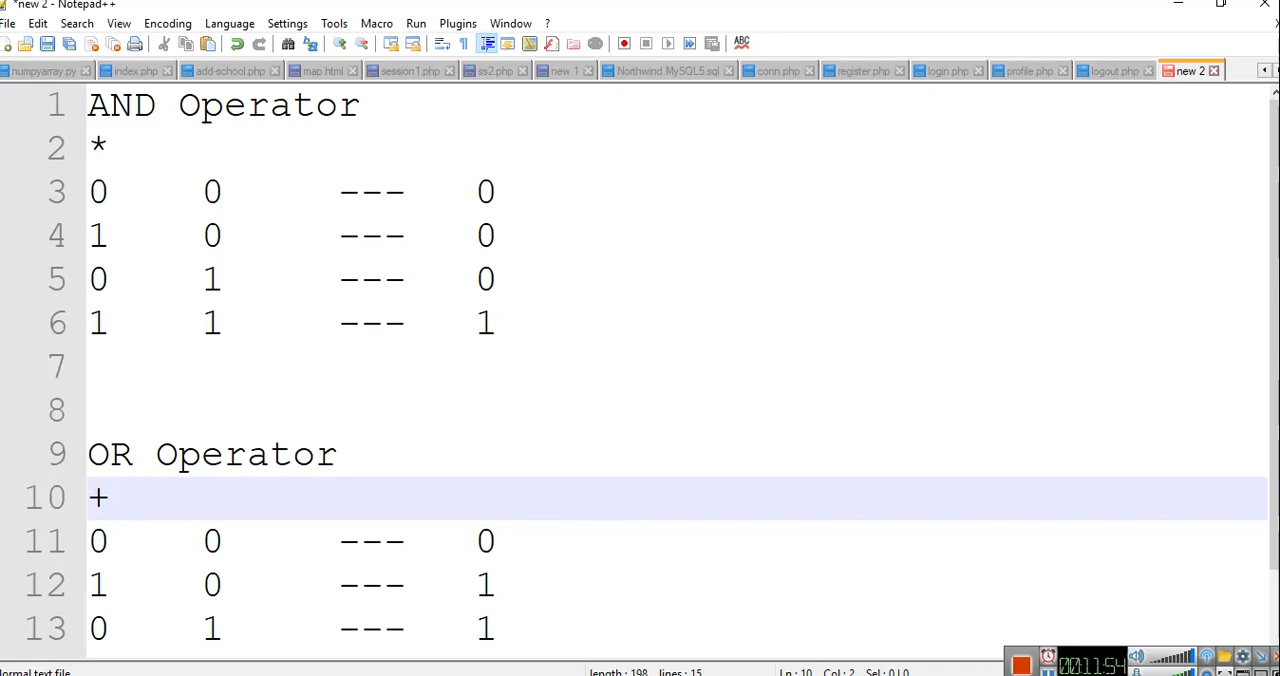 *new 2 - Notepad++
File Edit Search View Encoding Language Settings Tools Macro Run Plugins Window ?
ABC
numpyarray.py index.php add-school.php map.html session1.php ss2.php new 1 Northwind.MySQL5.sql conn.php register.php login.php profile.php logout.php new 2
1 AND Operator
2 *
3 0 0 --- 0
4 1 0 --- 0
5 0 1 --- 0
6 1 1 --- 1
7
8
9 OR Operator
10 +
11 0 0 --- 0
12 1 0 --- 1
13 0 1 --- 1
00:11:54
Normal text file length : 198 lines : 15 Ln : 10 Col : 2 Sel : 0 | 0